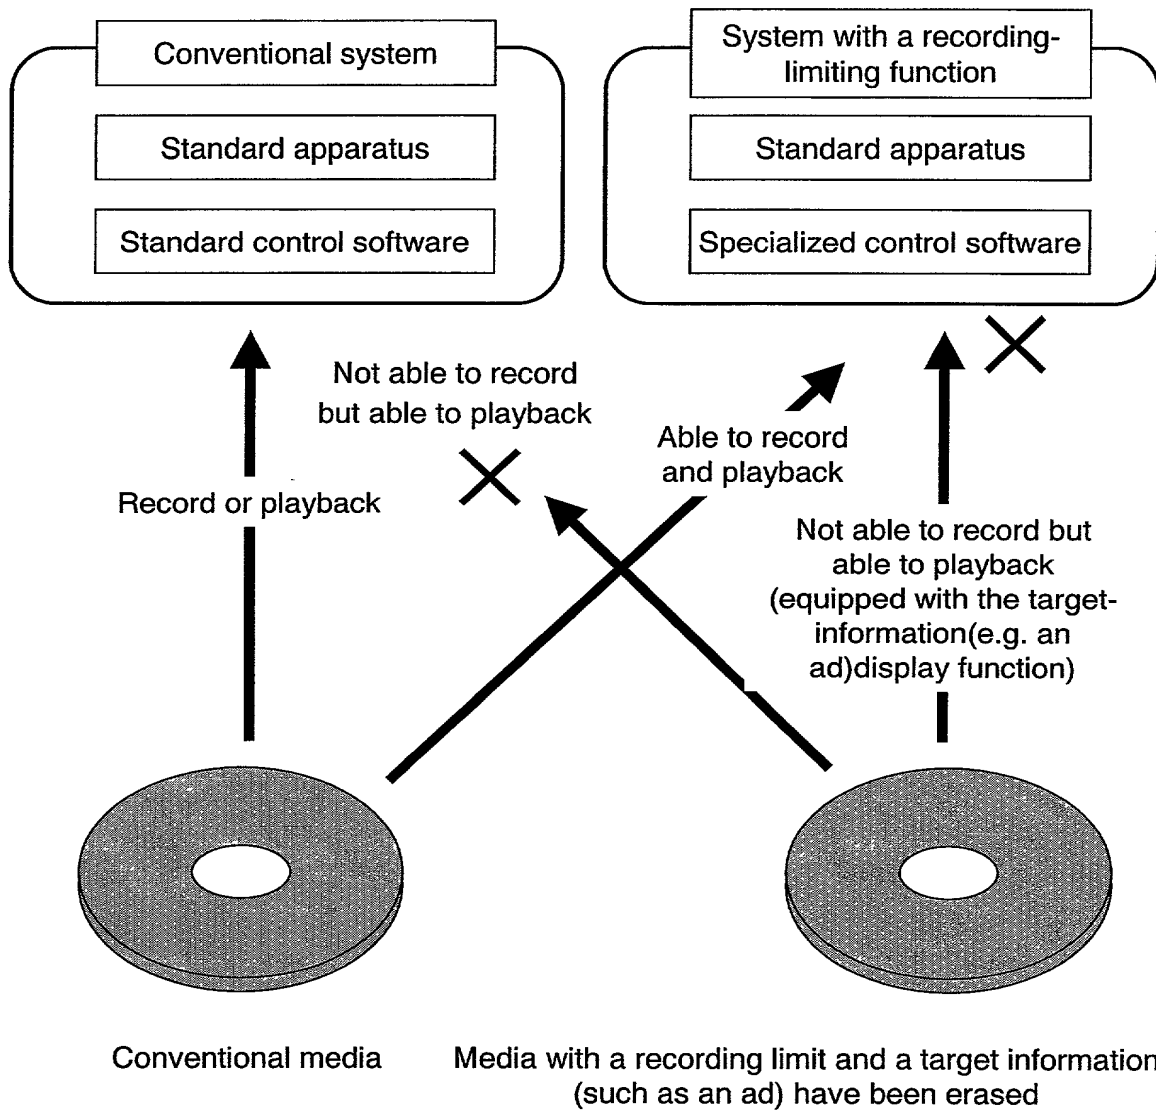 Conventional system
Standard apparatus
Standard control software
System with a recording-
limiting function
Standard apparatus
Specialized control software
Not able to record
but able to playback
Able to record
and playback
Record or playback
Not able to record but
able to playback
(equipped with the target-
information(e.g. an
ad)display function)
Conventional media
Media with a recording limit and a target information
(such as an ad) have been erased